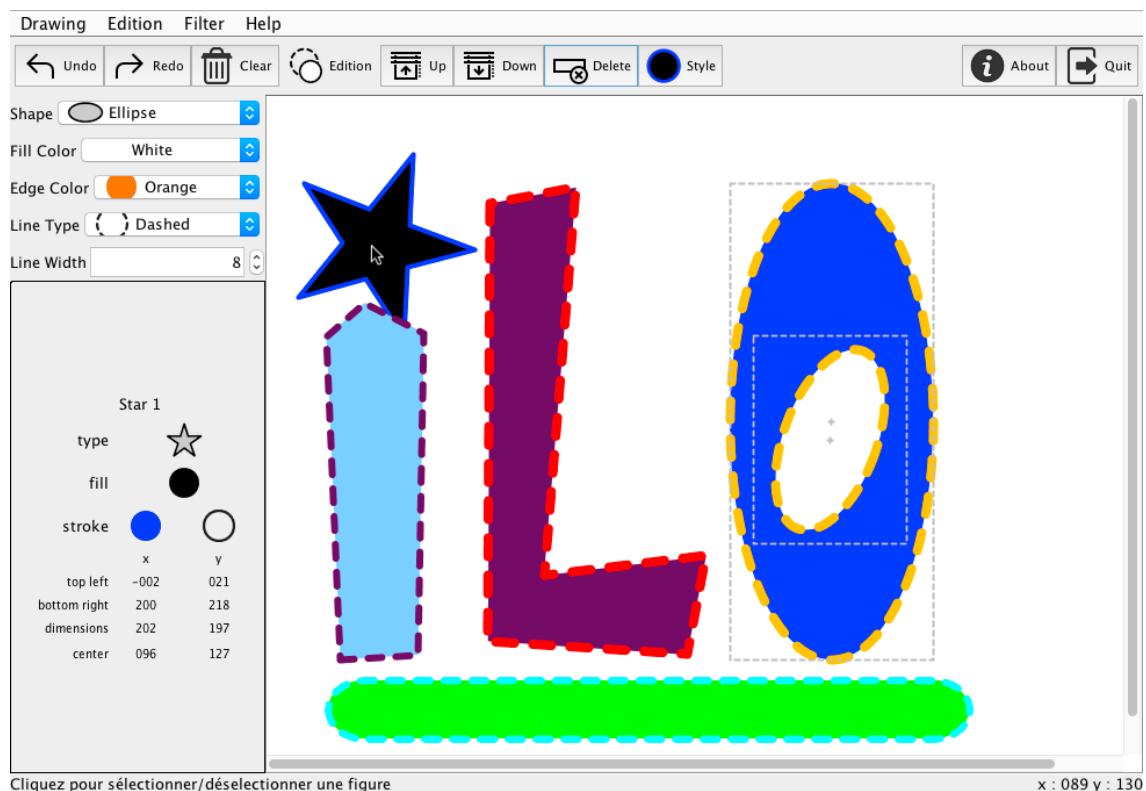 Drawing Edition Filter Help
Undo Redo Clear Edition Up Down Delete Style About Quit
Shape Ellipse
Fill Color White
Edge Color Orange
Line Type Dashed
Line Width 8
Star 1
type
fill
stroke
x y
top left -002 021
bottom right 200 218
dimensions 202 197
center 096 127
Cliquez pour sélectionner/déselectionner une figure x : 089 y : 130